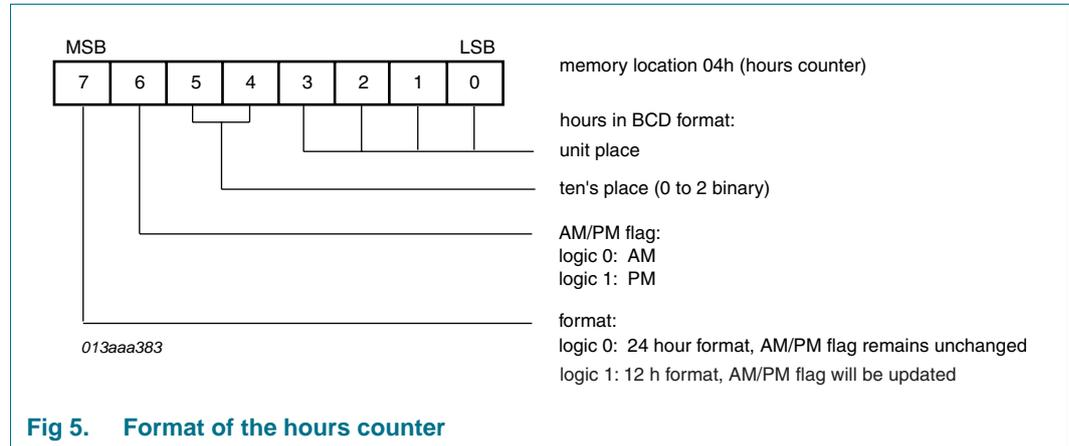 MSB LSB
7 6 5 4 3 2 1 0
memory location 04h (hours counter)
hours in BCD format:
unit place
ten's place (0 to 2 binary)
AM/PM flag:
logic 0: AM
logic 1: PM
format:
logic 0: 24 hour format, AM/PM flag remains unchanged
logic 1: 12 h format, AM/PM flag will be updated
013aaa383
Fig 5. Format of the hours counter